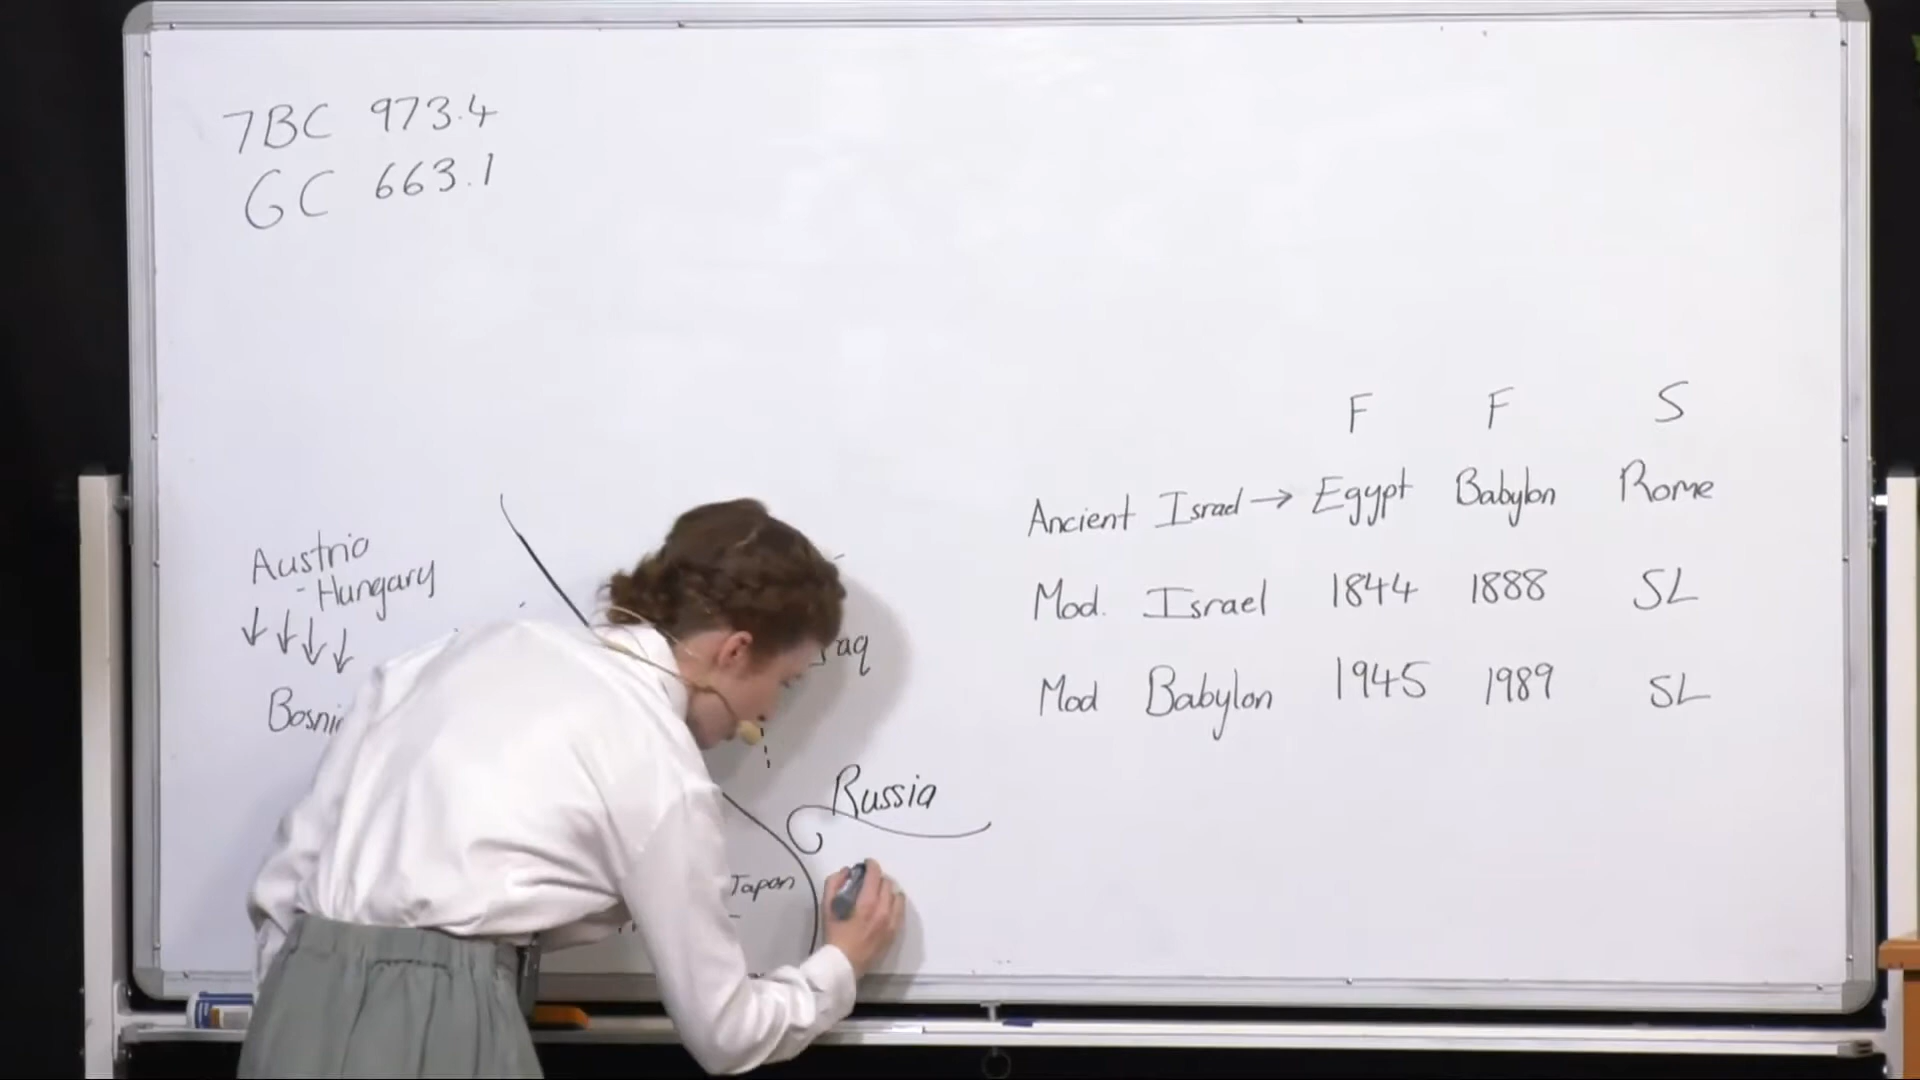 7BC 973.4
GC 663.1
F F S
Ancient Israel → Egypt Babylon Rome
Mod. Israel 1844 1888 SL
Mod Babylon 1945 1989 SL
Austria
- Hungary
↓ ↓ ↓ ↓
Russia
Japan